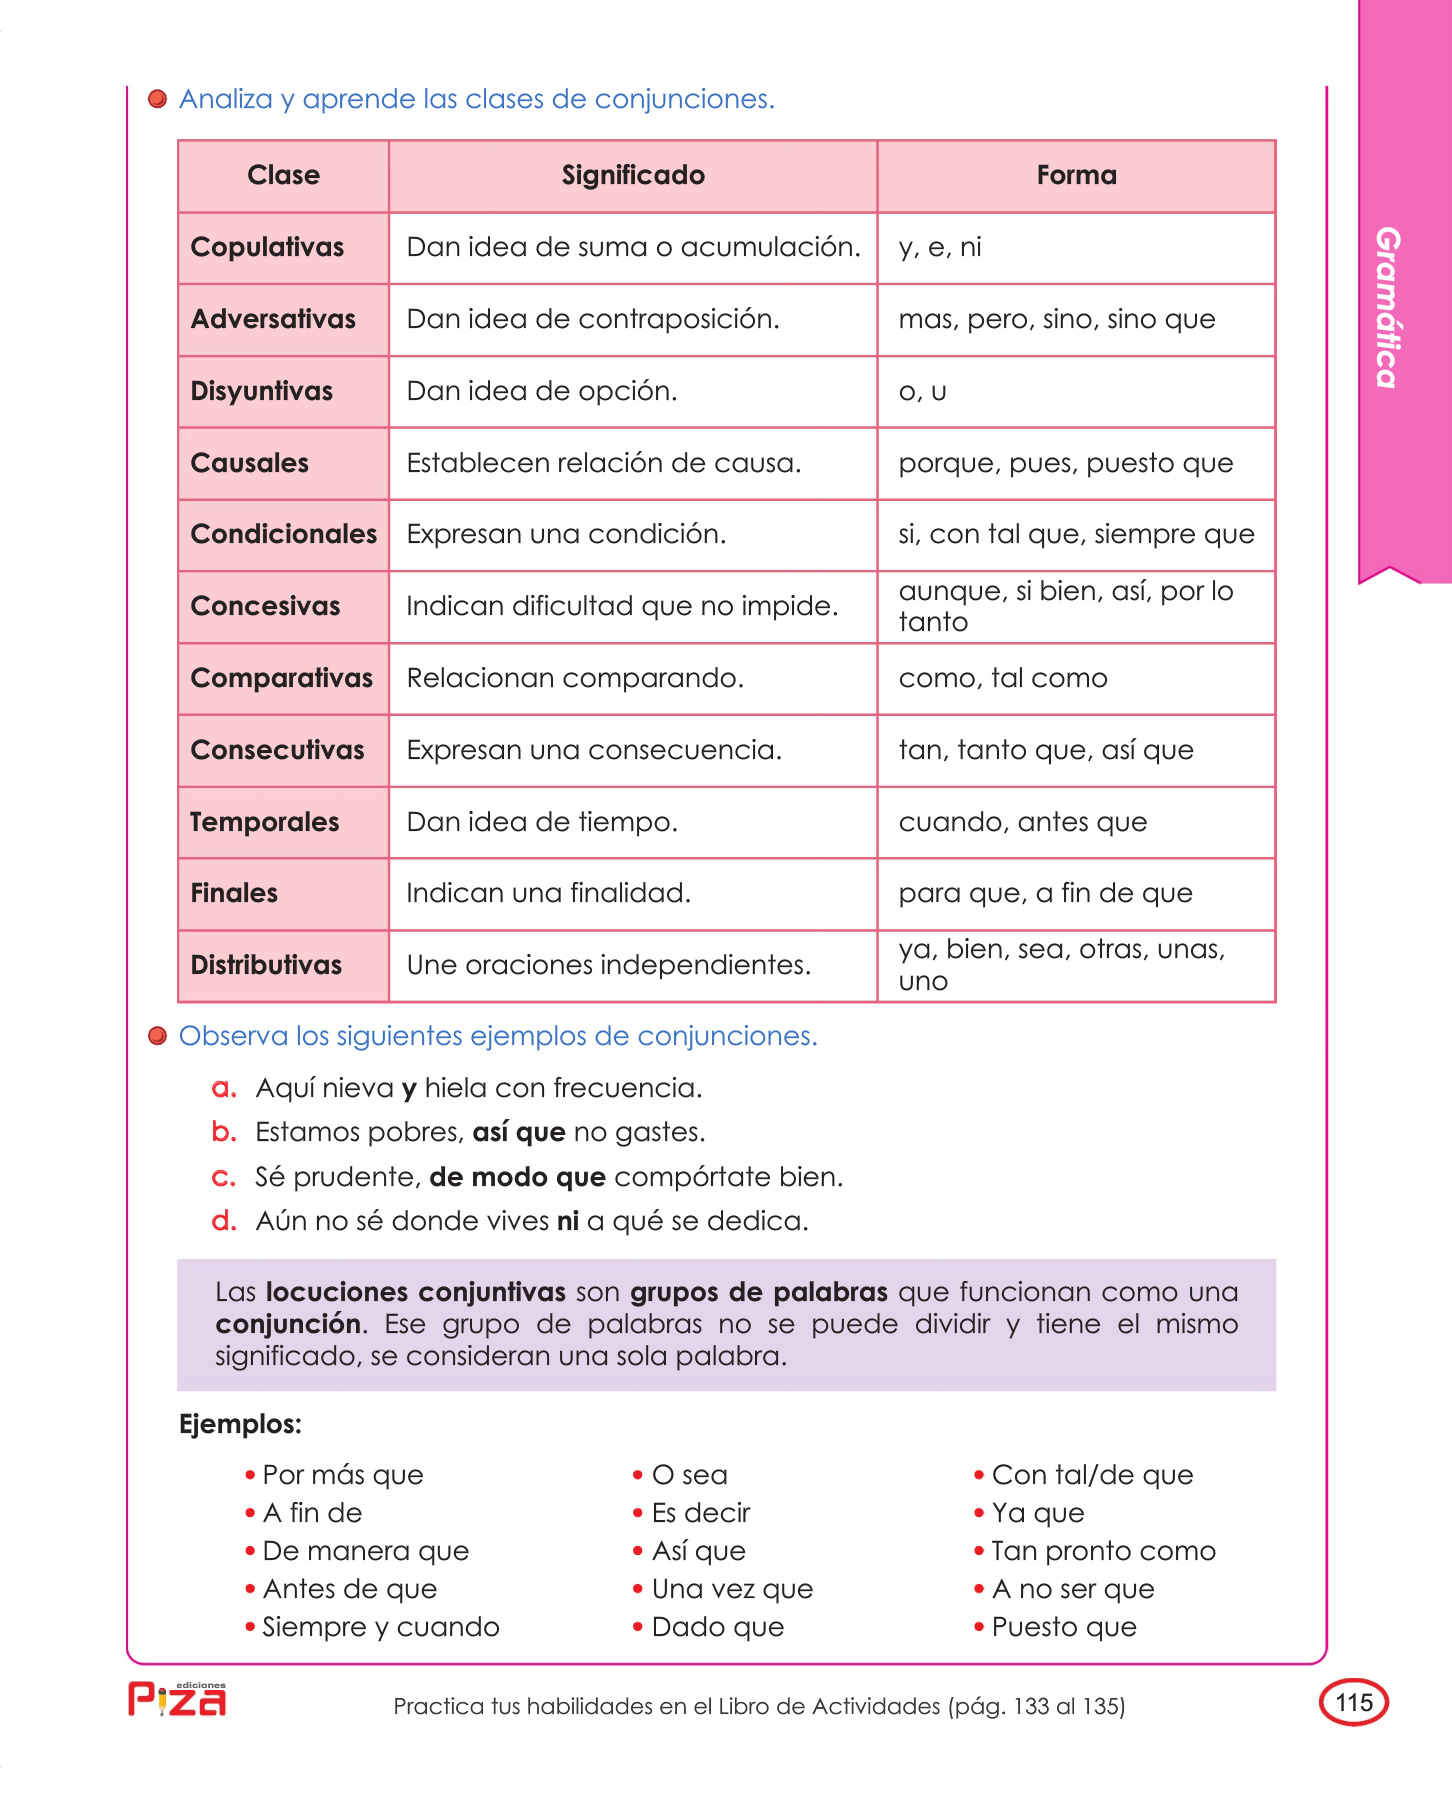 Analiza y aprende las clases de conjunciones.
Clase Significado Forma
Copulativas Dan idea de suma o acumulación. y, e, ni
Adversativas Dan idea de contraposición. mas, pero, sino, sino que
Disyuntivas Dan idea de opción. o, u
Causales Establecen relación de causa. porque, pues, puesto que
Condicionales Expresan una condición. si, con tal que, siempre que
Concesivas Indican dificultad que no impide. aunque, si bien, así, por lo
tanto
Comparativas Relacionan comparando. como, tal como
Consecutivas Expresan una consecuencia. tan, tanto que, así que
Temporales Dan idea de tiempo. cuando, antes que
Finales Indican una finalidad. para que, a fin de que
Distributivas Une oraciones independientes. ya, bien, sea, otras, unas,
uno
Observa los siguientes ejemplos de conjunciones.
a. Aquí nieva y hiela con frecuencia.
b. Estamos pobres, así que no gastes.
c. Sé prudente, de modo que compórtate bien.
d. Aún no sé donde vives ni a qué se dedica.
Las locuciones conjuntivas son grupos de palabras que funcionan como una
conjunción. Ese grupo de palabras no se puede dividir y tiene el mismo
significado, se consideran una sola palabra.
Ejemplos:
• Por más que
• A fin de
• De manera que
• Antes de que
• Siempre y cuando
• O sea
• Es decir
• Así que
• Una vez que
• Dado que
• Con tal/de que
• Ya que
• Tan pronto como
• A no ser que
• Puesto que
Gramática
ediciones
Piza
Practica tus habilidades en el Libro de Actividades (pág. 133 al 135)
115